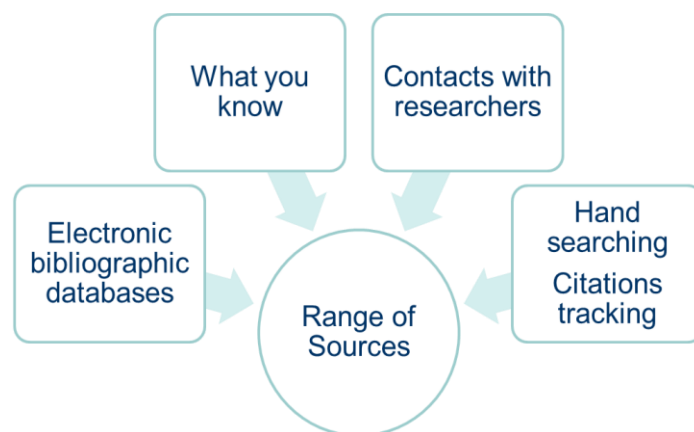 What you
know
Contacts with
researchers
Electronic
bibliographic
databases
Hand
searching
Citations
tracking
Range of
Sources